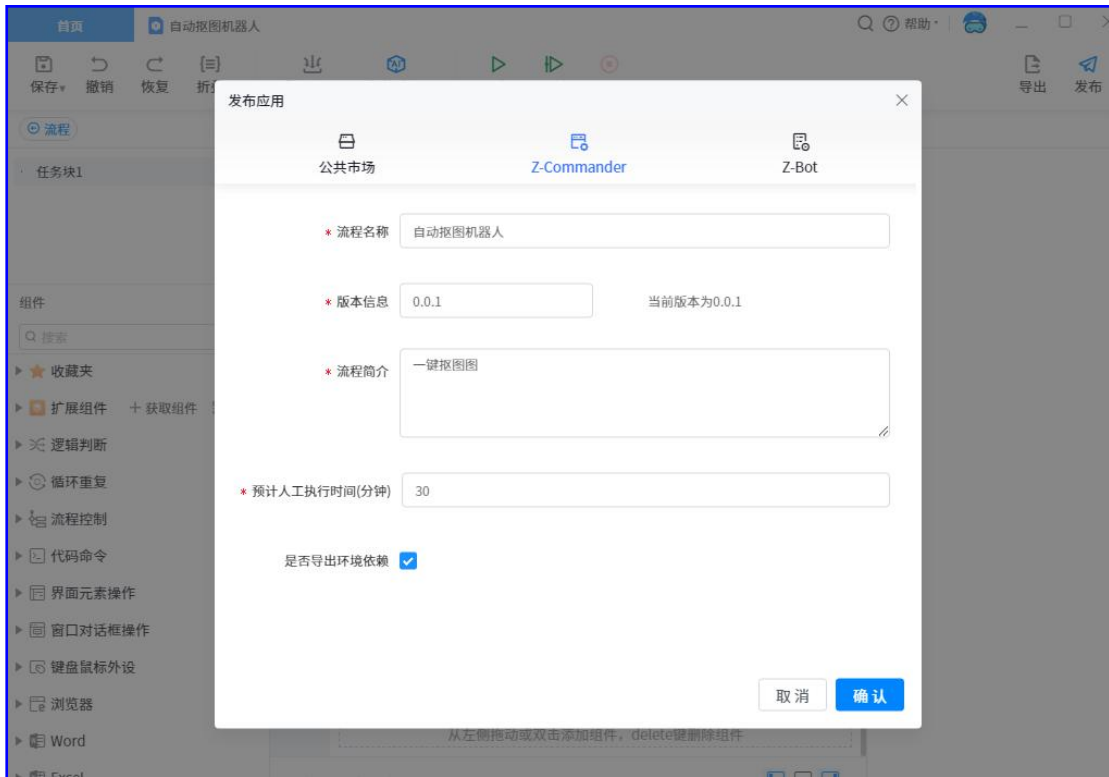 首页
自动抠图机器人
帮助
保存 撤销 恢复
导出 发布
流程
任务块1
组件
搜索
收藏夹
扩展组件 + 获取组件
逻辑判断
循环重复
流程控制
代码命令
界面元素操作
窗口对话框操作
键盘鼠标外设
浏览器
Word
发布应用
公共市场 Z-Commander Z-Bot
* 流程名称 自动抠图机器人
* 版本信息 0.0.1 当前版本为0.0.1
* 流程简介 一键抠图图
* 预计人工执行时间(分钟) 30
是否导出环境依赖
取消 确认
从左侧拖动或双击添加组件，delete键删除组件